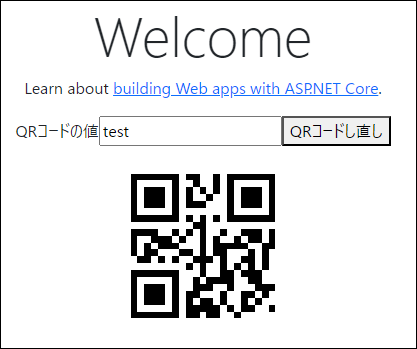 Welcome
Learn about building Web apps with ASP.NET Core.
QRコードの値 test QRコードし直し